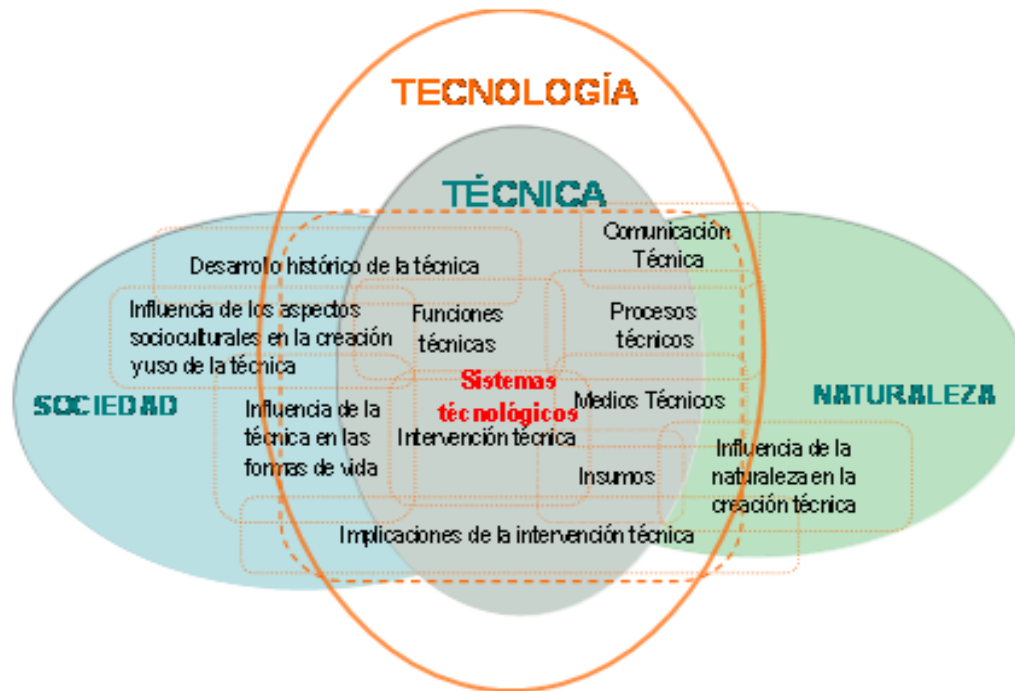 TECNOLOGÍA
TÉCNICA
Comunicación
Técnica
Desarrollo histórico de la técnica
Influencia de los aspectos
socioculturales en la creación
y uso de la técnica
Funciones
técnicas
Procesos
técnicos
SOCIEDAD
Sistemas
técnológicos
NATURALEZA
Medios Técnicos
Influencia de la
técnica en las
formas de vida
Intervención técnica
Insumos
Influencia de la
naturaleza en la
creación técnica
Implicaciones de la intervención técnica